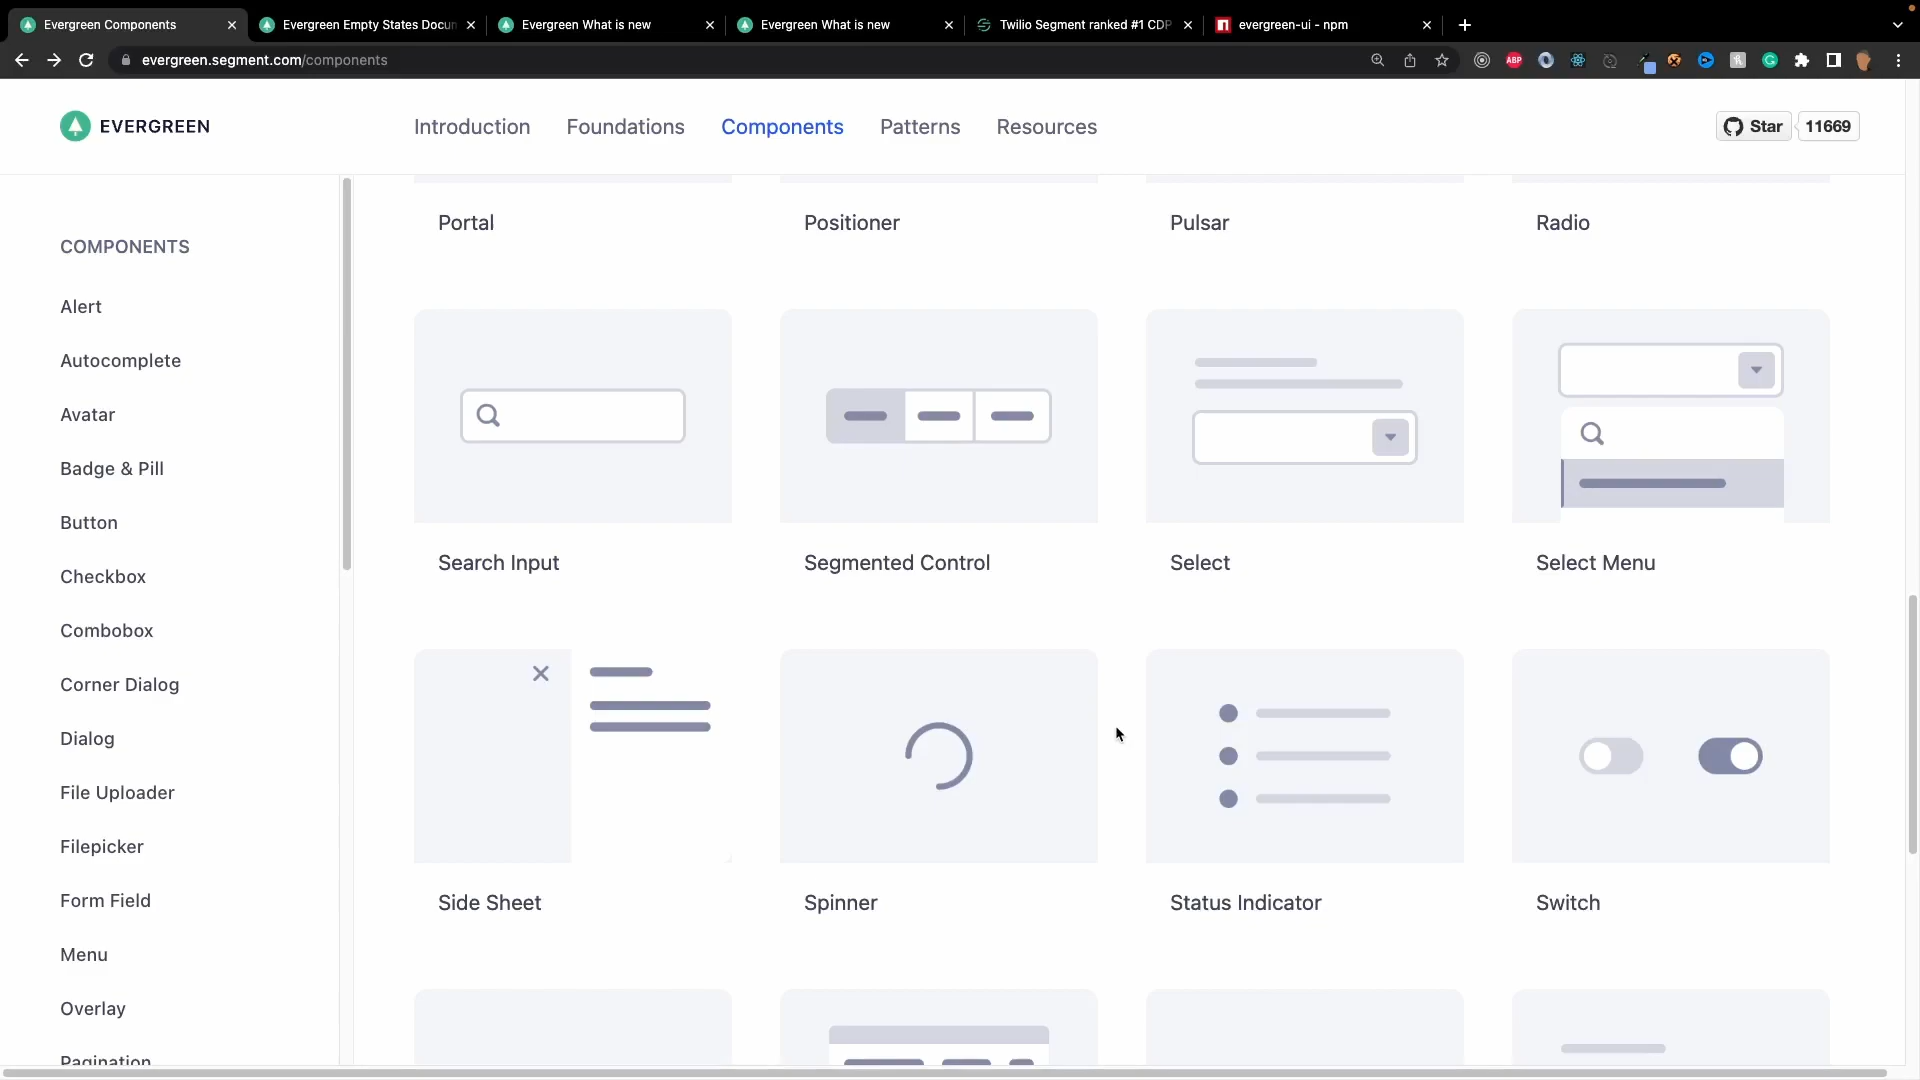 Evergreen Components
Evergreen Empty States Docum
Evergreen What is new
Evergreen What is new
Twilio Segment ranked #1 CDP
evergreen-ui - npm
evergreen.segment.com/components
ABP
EVERGREEN
Introduction
Foundations
Components
Patterns
Resources
Star
11669
COMPONENTS
Alert
Autocomplete
Avatar
Badge & Pill
Button
Checkbox
Combobox
Corner Dialog
Dialog
File Uploader
Filepicker
Form Field
Menu
Overlay
Pagination
Portal
Positioner
Pulsar
Radio
Search Input
Segmented Control
Select
Select Menu
Side Sheet
Spinner
Status Indicator
Switch